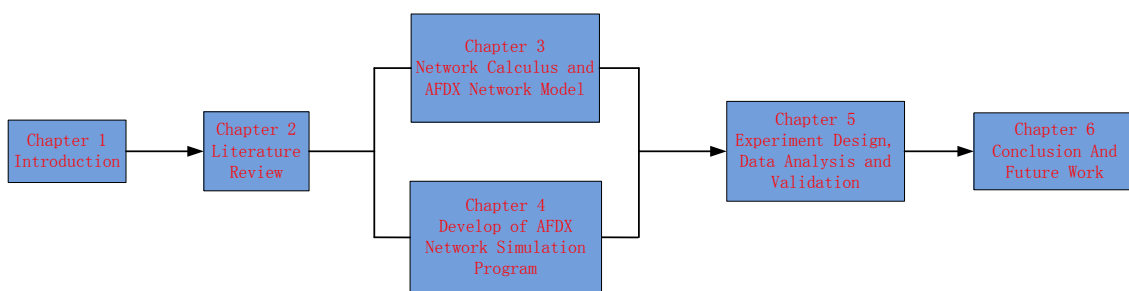 Chapter 1
Introduction
Chapter 2
Literature
Review
Chapter 3
Network Calculus and
AFDX Network Model
Chapter 4
Develop of AFDX
Network Simulation
Program
Chapter 5
Experiment Design,
Data Analysis and
Validation
Chapter 6
Conclusion And
Future Work